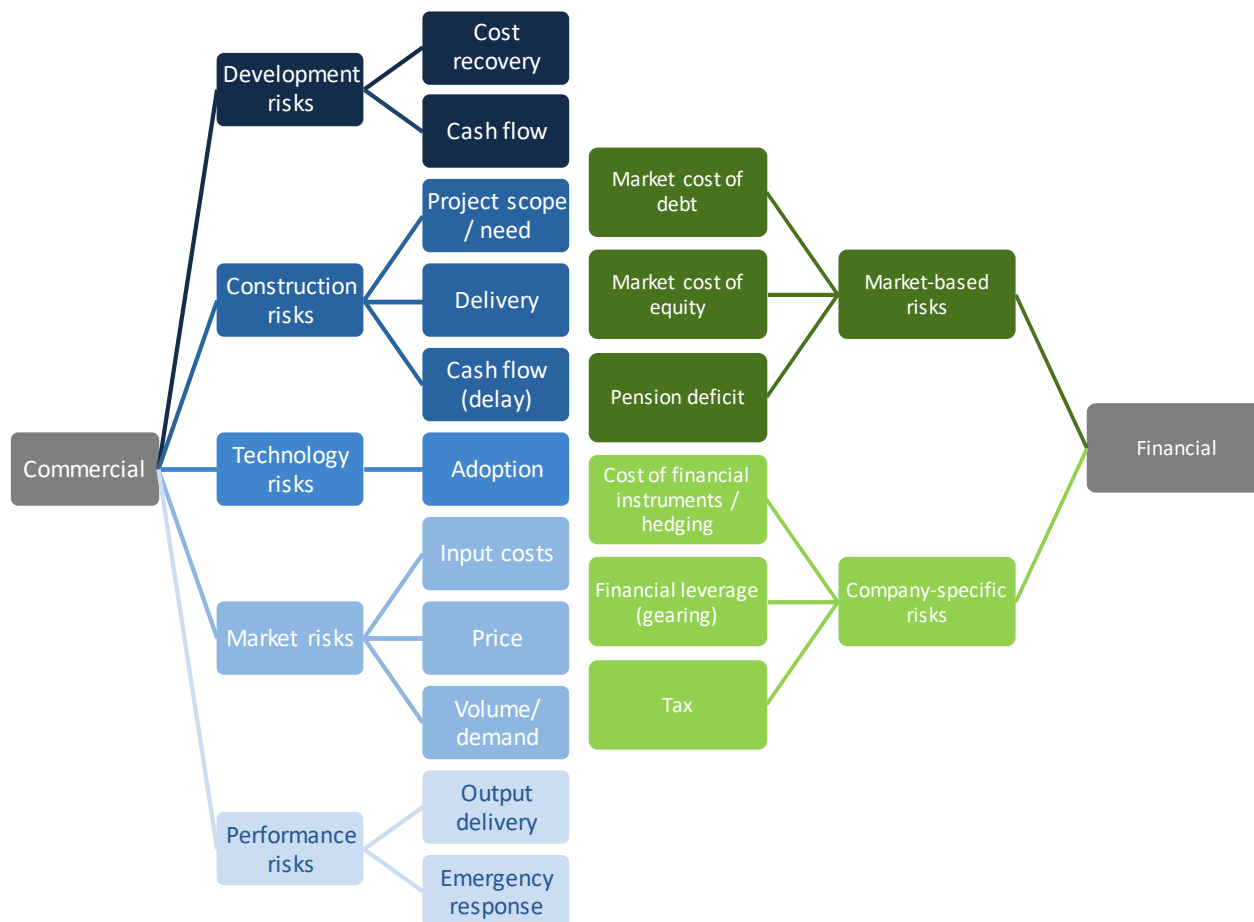 Commercial
Development
risks
Cost
recovery
Cash flow
Construction
risks
Project scope
/ need
Delivery
Cash flow
(delay)
Technology
risks
Adoption
Market risks
Input costs
Price
Volume/
demand
Performance
risks
Output
delivery
Emergency
response
Market cost of
debt
Market cost of
equity
Pension deficit
Market-based
risks
Cost of financial
instruments /
hedging
Financial leverage
(gearing)
Tax
Company-specific
risks
Financial